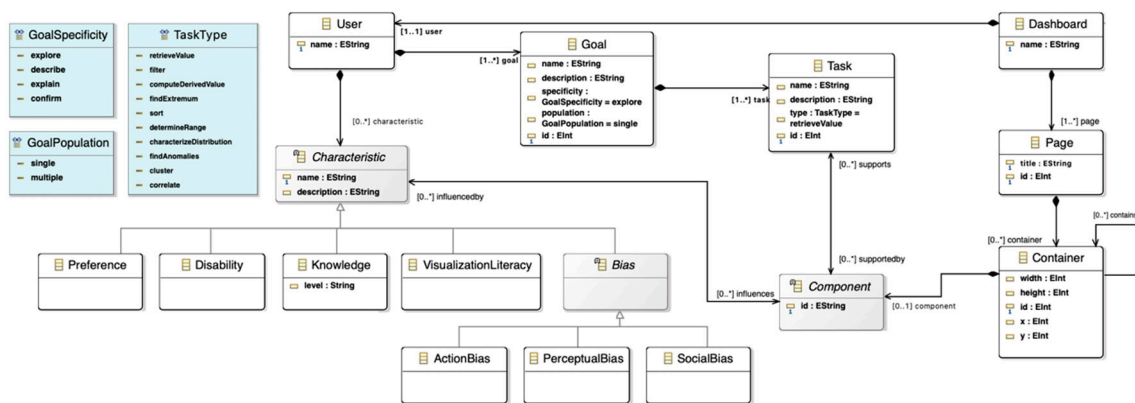 GoalSpecificity
explore
describe
explain
confirm
GoalPopulation
single
multiple
TaskType
retrieveValue
filter
computeDerivedValue
findExtremum
sort
determineRange
characterizeDistribution
findAnomalies
cluster
correlate
User
name : EString
[1..1] user
[1..*] goal
[0..*] characteristic
Goal
name : EString
description : EString
specificity :
GoalSpecificity = explore
population :
GoalPopulation = single
id : EInt
[1..*] task
Task
name : EString
description : EString
type : TaskType =
retrieveValue
id : EInt
[0..*] supports
[0..*] supportedby
Dashboard
name : EString
[1..*] page
Page
title : EString
id : EInt
[0..*] container
[0..*] contains
Container
width : EInt
height : EInt
id : EInt
x : EInt
y : EInt
[0..1] component
Component
id : EString
[0..*] influences
[0..*] influencedby
Characteristic
name : EString
description : EString
Preference
Disability
Knowledge
level : String
VisualizationLiteracy
Bias
ActionBias
PerceptualBias
SocialBias